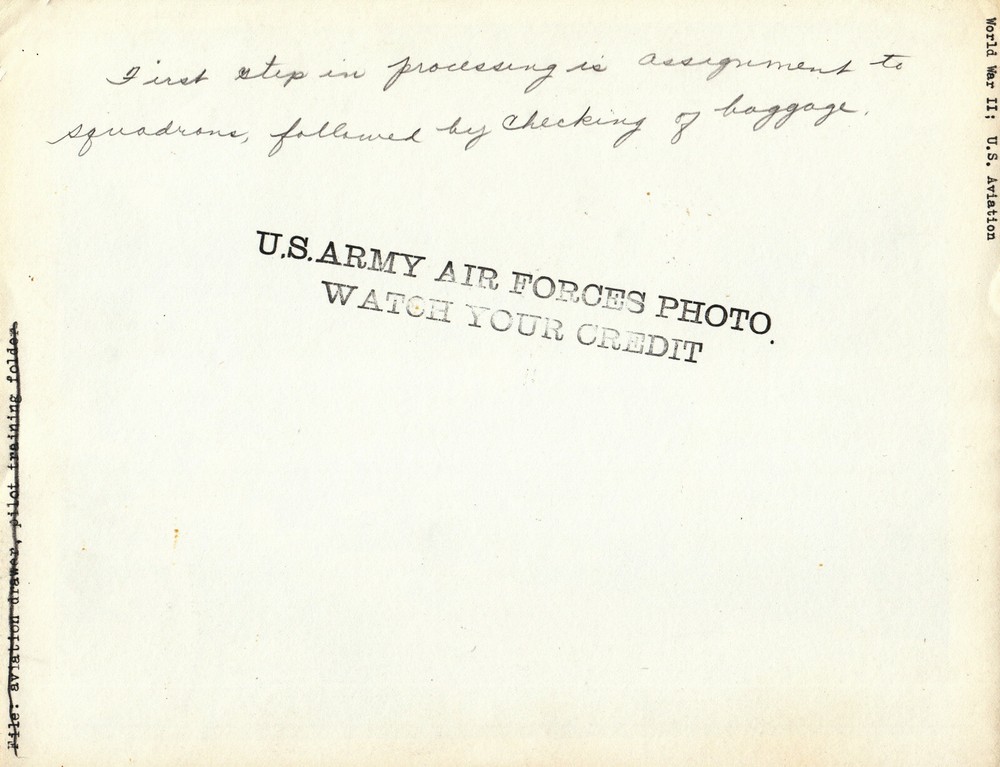 First step in processing is assignment to
squadrons, followed by checking of baggage.
U.S. ARMY AIR FORCES PHOTO
WATCH YOUR CREDIT
World War II: U.S. Aviation
File: aviation drawer, pilot training folder